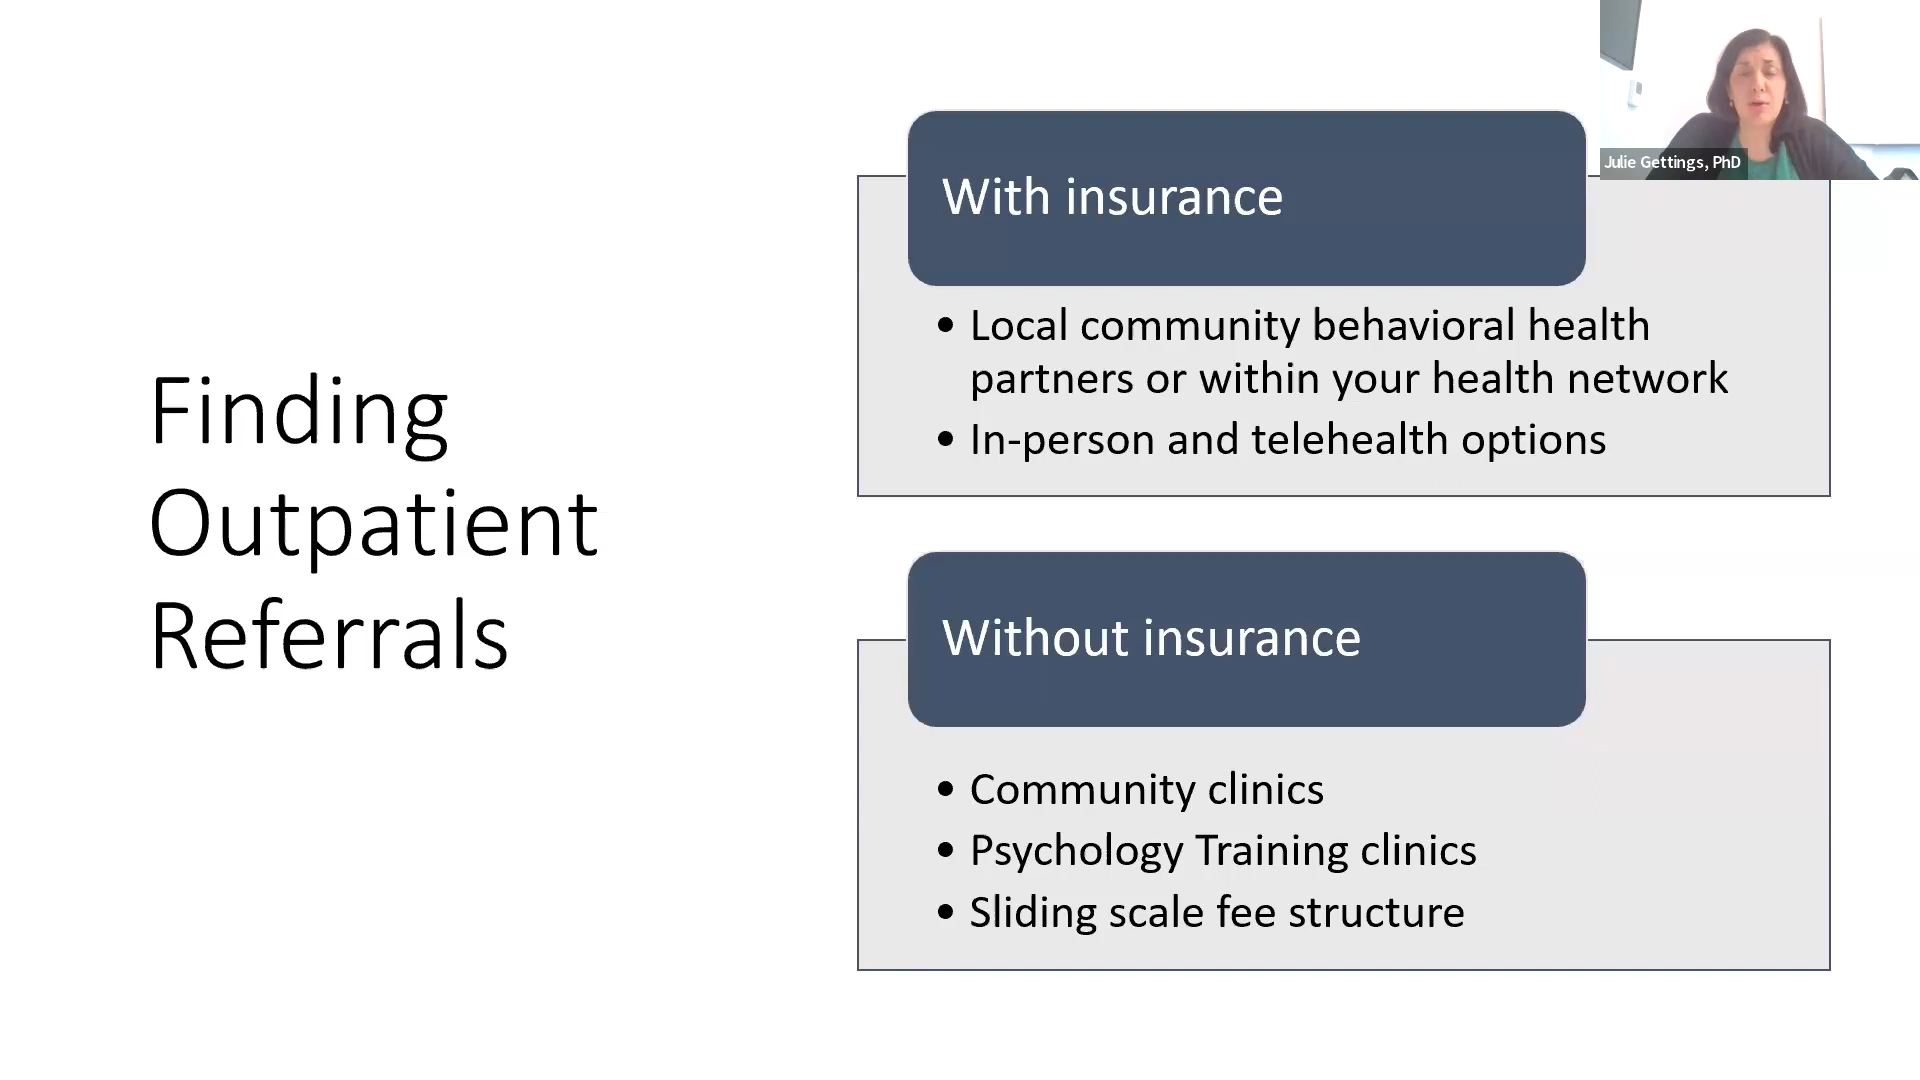 Finding
Outpatient
Referrals
With insurance
• Local community behavioral health
partners or within your health network
• In-person and telehealth options
Without insurance
• Community clinics
• Psychology Training clinics
• Sliding scale fee structure
Julie Gettings, PhD